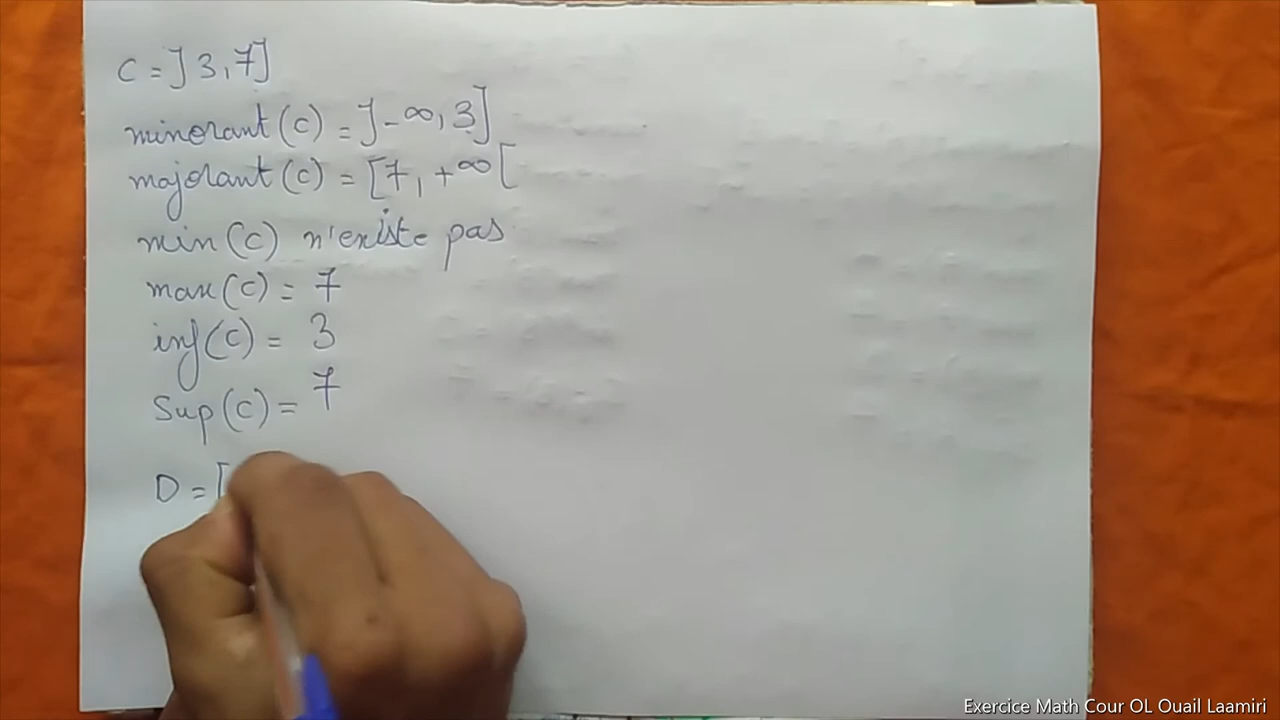 C = ]3,7]
minorant(C) = ]-∞,3]
majorant(C) = [7,+∞[
min(C) n'existe pas
max(C) = 7
inf(C) = 3
Sup(C) = 7
D = [
Exercice Math Cour OL Ouail Laamiri